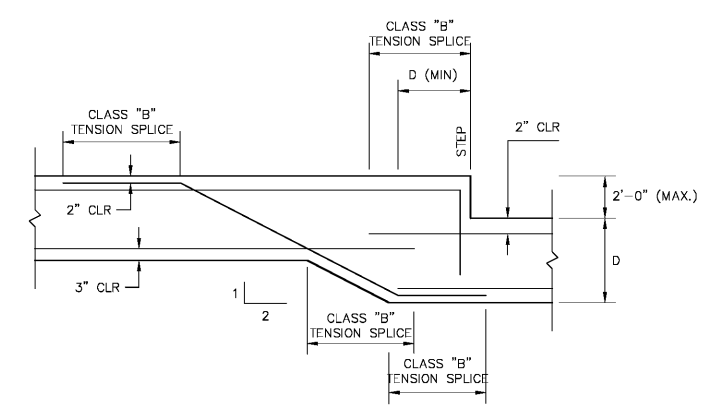 CLASS "B"
TENSION SPLICE
D (MIN)
CLASS "B"
TENSION SPLICE
STEP
2" CLR
2'-0" (MAX.)
2" CLR
D
3" CLR
1
2
CLASS "B"
TENSION SPLICE
CLASS "B"
TENSION SPLICE